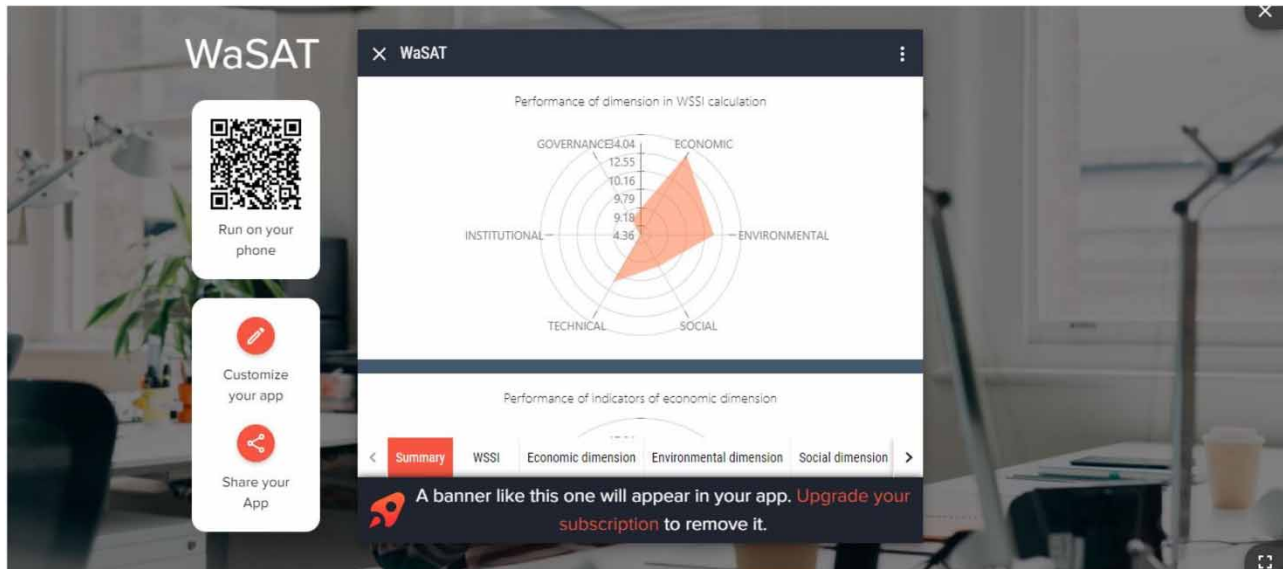 WaSAT
Run on your
phone
Customize
your app
Share your
App
WaSAT
Performance of dimension in WSSI calculation
GOVERNANCE
34.04
ECONOMIC
12.55
10.16
9.79
9.18
INSTITUTIONAL
4.36
ENVIRONMENTAL
TECHNICAL
SOCIAL
Performance of indicators of economic dimension
Summary WSSI Economic dimension Environmental dimension Social dimension
A banner like this one will appear in your app. Upgrade your
subscription to remove it.